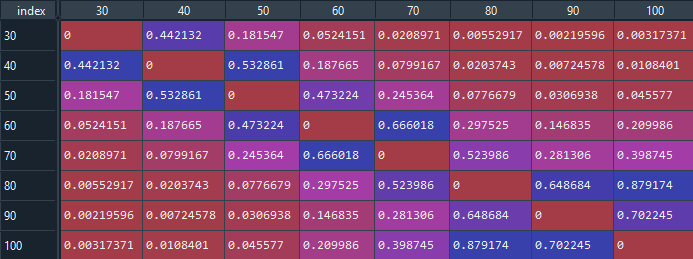 index 30 40 50 60 70 80 90 100
30 0 0.442132 0.181547 0.0524151 0.0208971 0.00552917 0.00219596 0.00317371
40 0.442132 0 0.532861 0.187665 0.0799167 0.0203743 0.00724578 0.0108401
50 0.181547 0.532861 0 0.473224 0.245364 0.0776679 0.0306938 0.045577
60 0.0524151 0.187665 0.473224 0 0.666018 0.297525 0.146835 0.209986
70 0.0208971 0.0799167 0.245364 0.666018 0 0.523986 0.281306 0.398745
80 0.00552917 0.0203743 0.0776679 0.297525 0.523986 0 0.648684 0.879174
90 0.00219596 0.00724578 0.0306938 0.146835 0.281306 0.648684 0 0.702245
100 0.00317371 0.0108401 0.045577 0.209986 0.398745 0.879174 0.702245 0